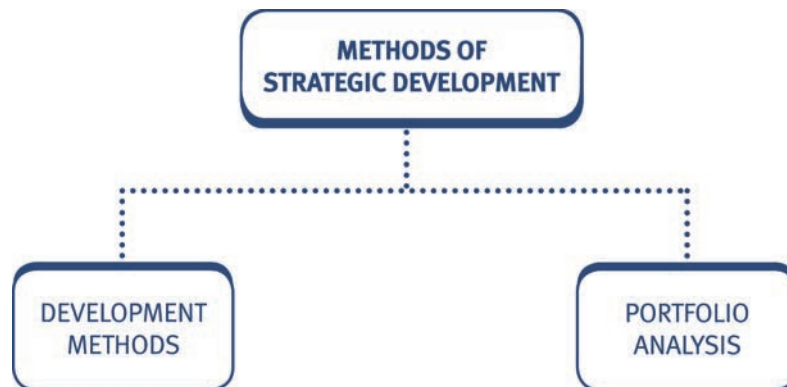 METHODS OF
STRATEGIC DEVELOPMENT
DEVELOPMENT
METHODS
PORTFOLIO
ANALYSIS